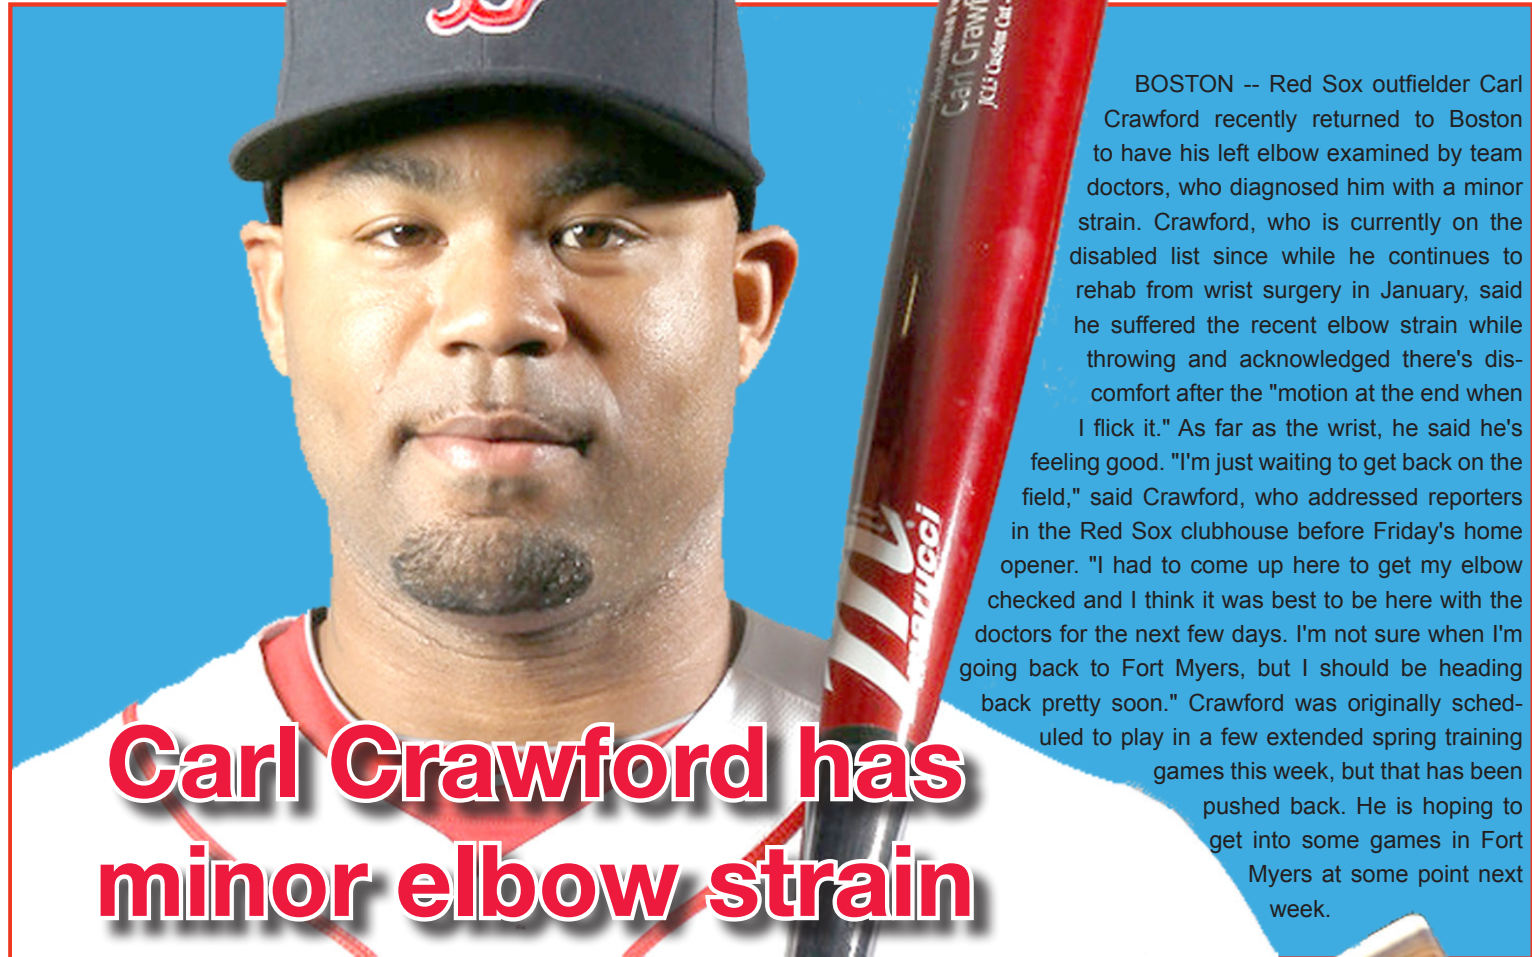 Carl Crawf
JCL3 Custom Cut
BOSTON -- Red Sox outfielder Carl
Crawford recently returned to Boston
to have his left elbow examined by team
doctors, who diagnosed him with a minor
strain. Crawford, who is currently on the
disabled list since while he continues to
rehab from wrist surgery in January, said
he suffered the recent elbow strain while
throwing and acknowledged there's dis-
comfort after the "motion at the end when
I flick it." As far as the wrist, he said he's
feeling good. "I'm just waiting to get back on the
field," said Crawford, who addressed reporters
in the Red Sox clubhouse before Friday's home
opener. "I had to come up here to get my elbow
checked and I think it was best to be here with the
doctors for the next few days. I'm not sure when I'm
going back to Fort Myers, but I should be heading
back pretty soon." Crawford was originally sched-
uled to play in a few extended spring training
games this week, but that has been
pushed back. He is hoping to
get into some games in Fort
Myers at some point next
week.
marucci
Carl Crawford has
minor elbow strain